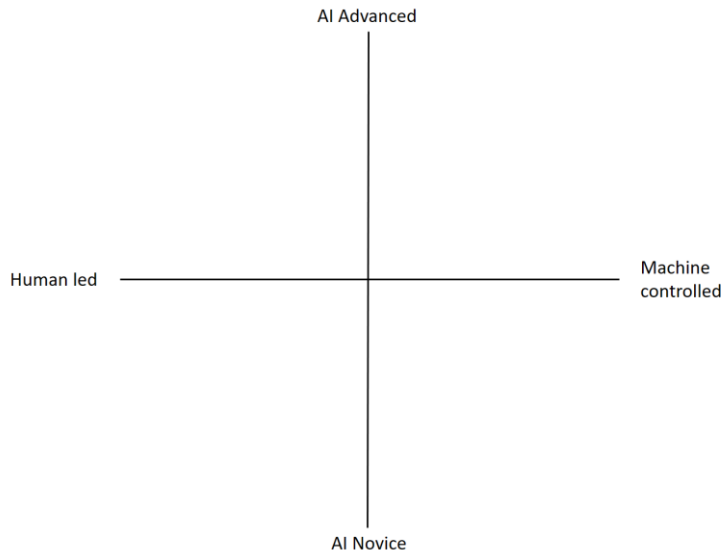 AI Advanced
Human led
Machine
controlled
AI Novice